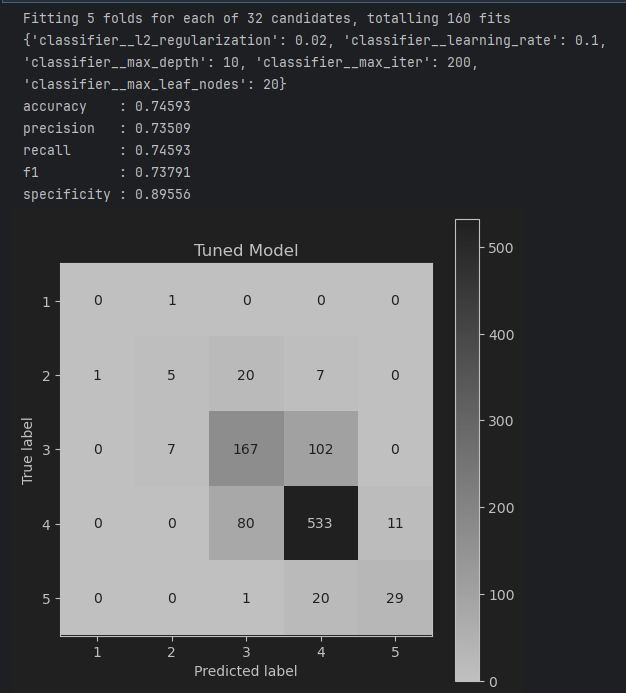 Fitting 5 folds for each of 32 candidates, totalling 160 fits
{'classifier__l2_regularization': 0.02, 'classifier__learning_rate': 0.1,
'classifier__max_depth': 10, 'classifier__max_iter': 200,
'classifier__max_leaf_nodes': 20}
accuracy    : 0.74593
precision   : 0.73509
recall      : 0.74593
f1          : 0.73791
specificity : 0.89556
Tuned Model
500
400
300
200
100
0
True label
1 0 1 0 0 0
2 1 5 20 7 0
3 0 7 167 102 0
4 0 0 80 533 11
5 0 0 1 20 29
1 2 3 4 5
Predicted label